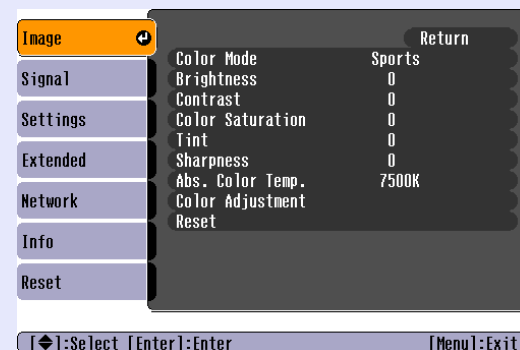 Image
Signal
Settings
Extended
Network
Info
Reset
Return
Color Mode Sports
Brightness 0
Contrast 0
Color Saturation 0
Tint 0
Sharpness 0
Abs. Color Temp. 7500K
Color Adjustment
Reset
[◆]:Select [Enter]:Enter [Menu]:Exit